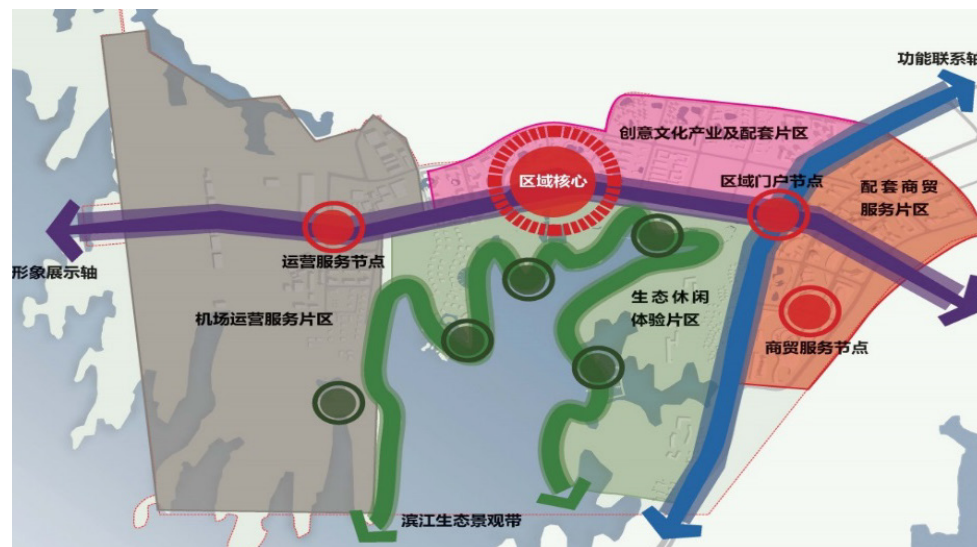 功能联系轴
创意文化产业及配套片区
区域核心
区域门户节点
配套商贸
服务片区
运营服务节点
形象展示轴
生态休闲
体验片区
机场运营服务片区
商贸服务节点
滨江生态景观带